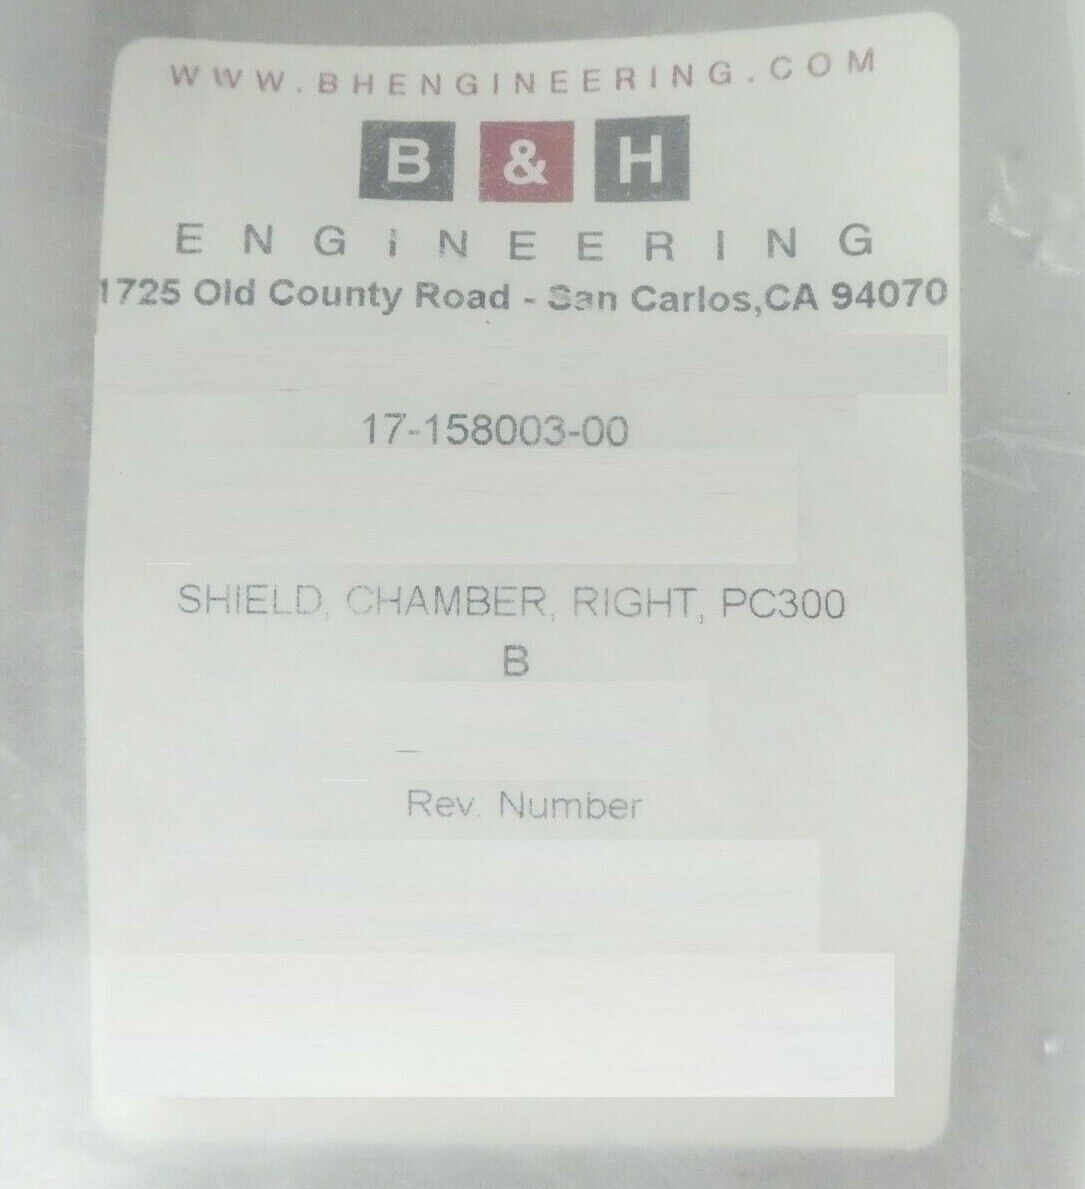 WWW.BHENGINEERING.COM
B & H
ENGINEERING
1725 Old County Road - San Carlos,CA 94070
17-158003-00
SHIELD, CHAMBER, RIGHT, PC300
B
Rev. Number